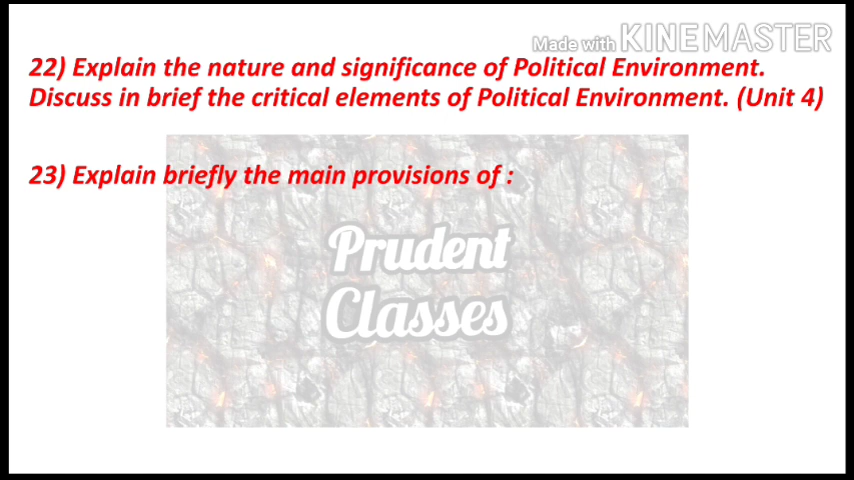 Made with KINEMASTER
22) Explain the nature and significance of Political Environment.
Discuss in brief the critical elements of Political Environment. (Unit 4)
23) Explain briefly the main provisions of :
Prudent
Classes